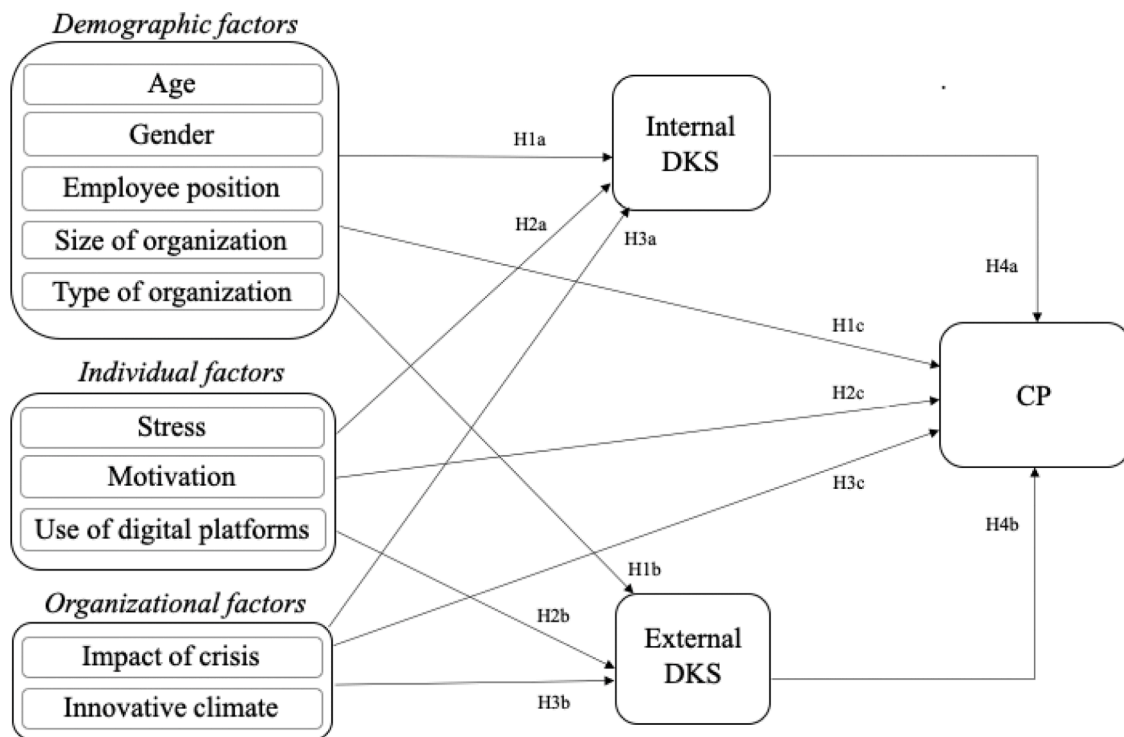 Demographic factors
Age
Gender
Employee position
Size of organization
Type of organization
Individual factors
Stress
Motivation
Use of digital platforms
Organizational factors
Impact of crisis
Innovative climate
H1a
H2a
H3a
H1c
H2c
H3c
H1b
H2b
H3b
Internal
DKS
External
DKS
H4a
H4b
CP